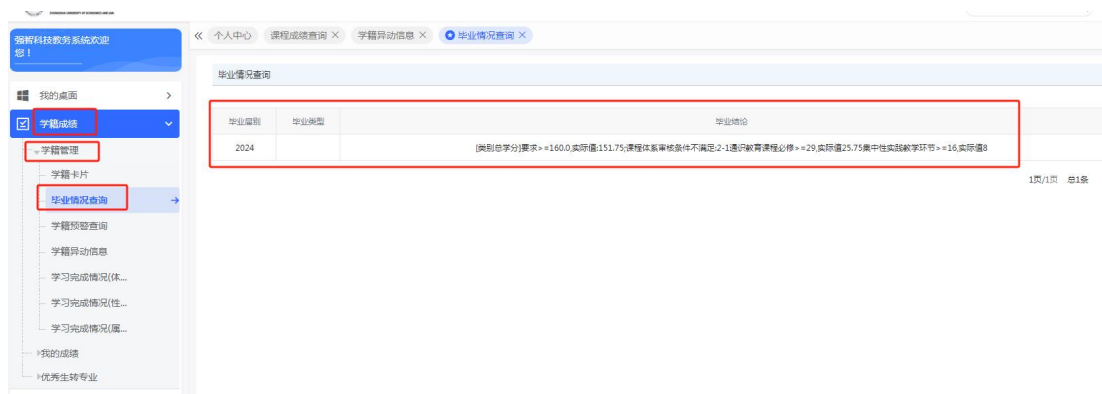 ZHONGNAN UNIVERSITY OF ECONOMICS AND LAW
强智科技教务系统欢迎
您！
我的桌面
学籍成绩
学籍管理
学籍卡片
毕业情况查询
学籍预警查询
学籍异动信息
学习完成情况(体...
学习完成情况(性...
学习完成情况(属...
我的成绩
优秀生转专业
个人中心 课程成绩查询 学籍异动信息 毕业情况查询
毕业情况查询
毕业届别 毕业类型 毕业结论
2024 [类别总学分]要求>=160.0,实际值:151.75;课程体系审核条件不满足:2-1通识教育课程必修>=29,实际值25.75集中性实践教学环节>=16,实际值8
1页/1页 总1条